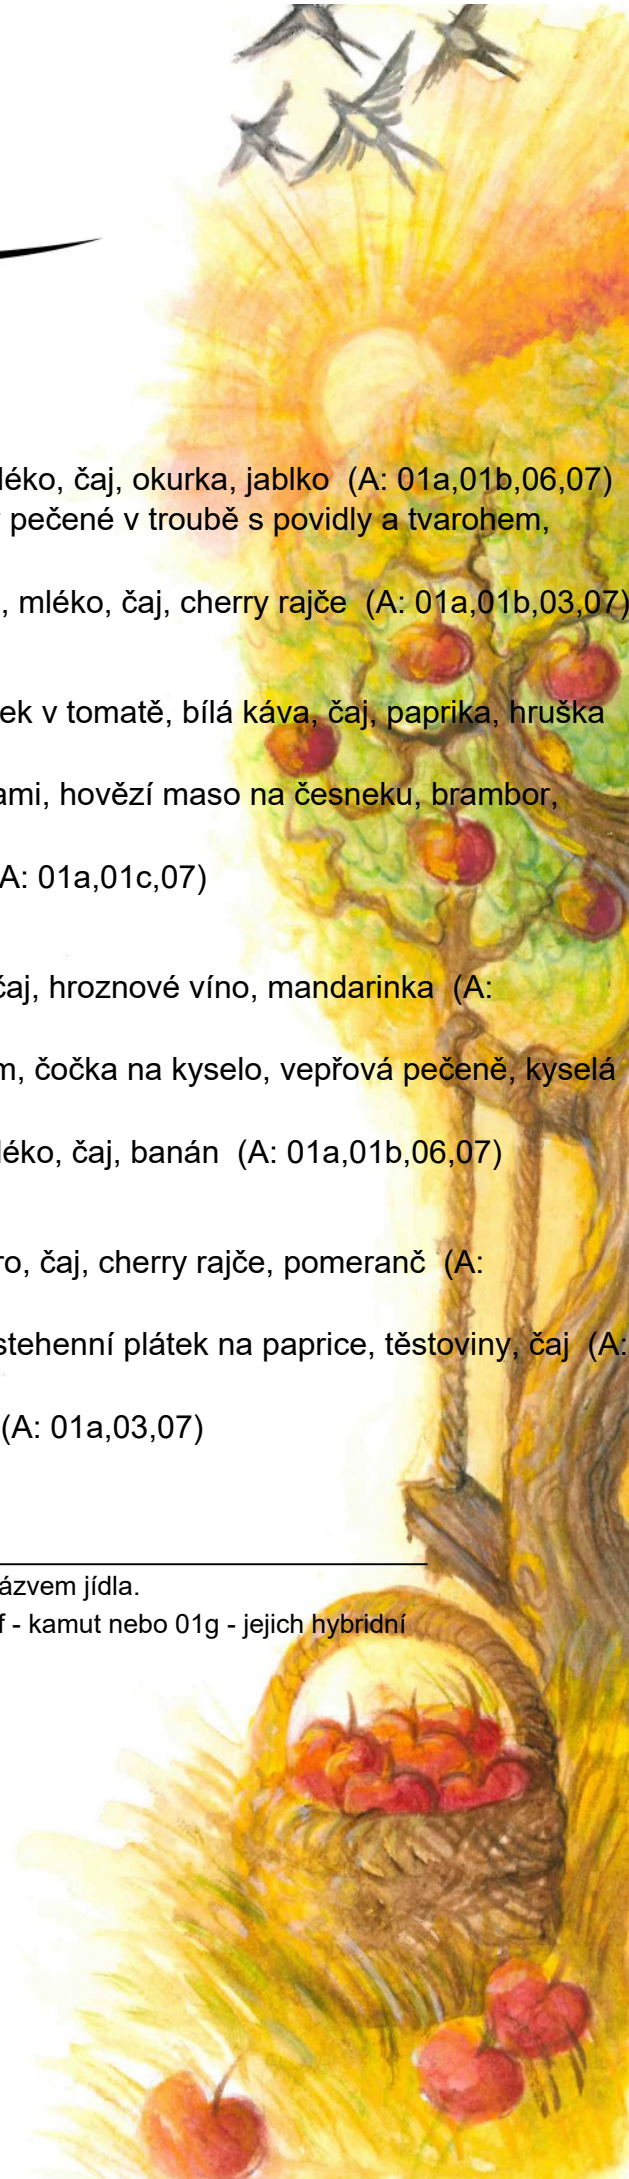 léko, čaj, okurka, jablko (A: 01a,01b,06,07)
pečené v troubě s povidly a tvarohem,
, mléko, čaj, cherry rajče (A: 01a,01b,03,07)
ek v tomatě, bílá káva, čaj, paprika, hruška
ami, hovězí maso na česneku, brambor,
A: 01a,01c,07)
čaj, hroznové víno, mandarinka (A:
m, čočka na kyselo, vepřová pečeně, kyselá
léko, čaj, banán (A: 01a,01b,06,07)
ro, čaj, cherry rajče, pomeranč (A:
stehenní plátek na paprice, těstoviny, čaj (A:
(A: 01a,03,07)
ázvem jídla.
f - kamut nebo 01g - jejich hybridní